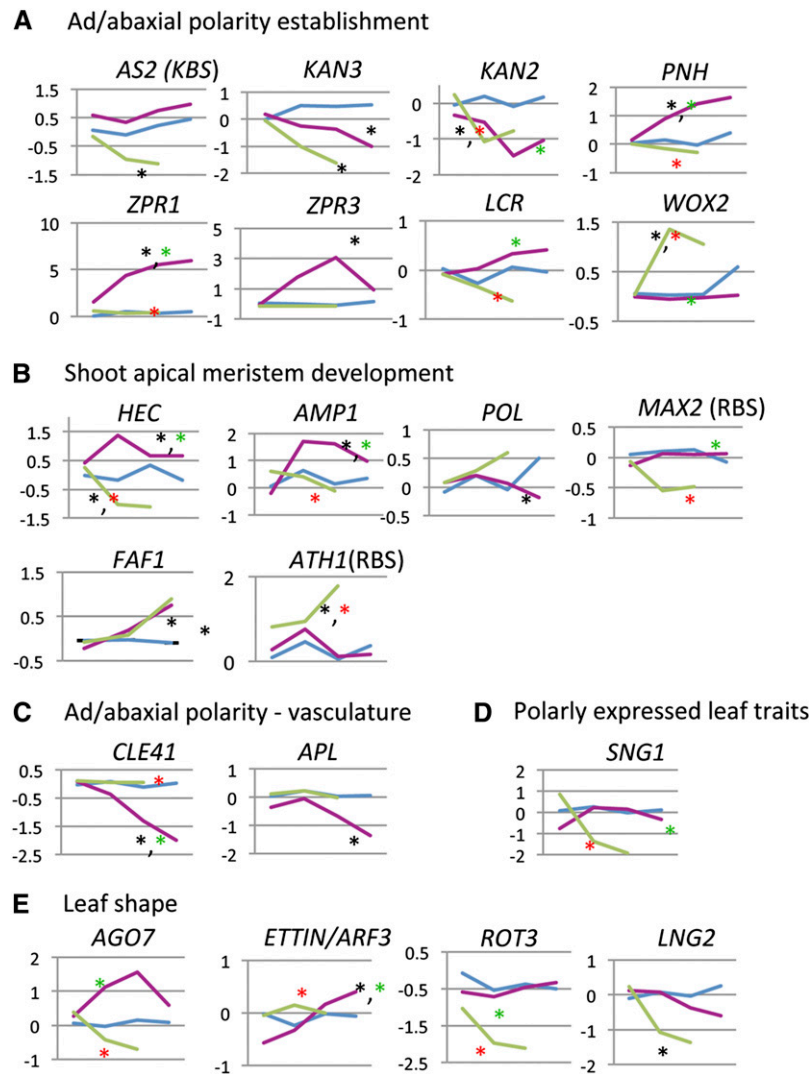 A Ad/abaxial polarity establishment
AS2 (KBS) KAN3 KAN2 PNH
1.5 0.5 -0.5 -1.5 *
1 0 -1 -2 * *
0 -1 -2 *,* *
2 1 0 -1 *,* *
ZPR1 ZPR3 LCR WOX2
10 5 0 *,* *
5 3 1 -1 *
1 0 -1 * *
1.5 0.5 -0.5 *,* *
B Shoot apical meristem development
HEC AMP1 POL MAX2 (RBS)
1.5 0.5 -0.5 -1.5 *,* *,*
2 1 0 -1 *,* *
1 0.5 0 -0.5 *
0.5 0 -0.5 -1 * *
FAF1 ATH1(RBS)
1.5 0.5 -0.5 * *
2 0 *,*
C Ad/abaxial polarity - vasculature
D Polarly expressed leaf traits
CLE41 APL SNG1
0.5 -0.5 -1.5 -2.5 * *,*
1 0 -1 -2 *
2 1 0 -1 -2 * *
E Leaf shape
AGO7 ETTIN/ARF3 ROT3 LNG2
2 1 0 -1 * *
1 0 -1 * *,*
0.5 -0.5 -1.5 -2.5 * *
1 0 -1 -2 *